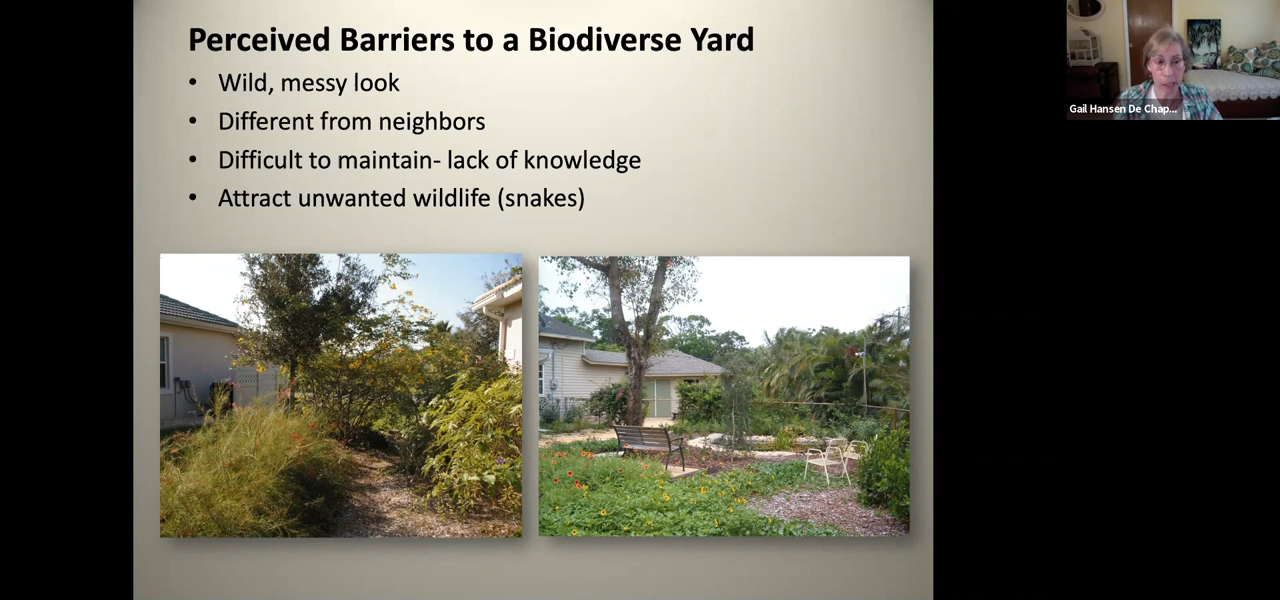 Perceived Barriers to a Biodiverse Yard
• Wild, messy look
• Different from neighbors
• Difficult to maintain- lack of knowledge
• Attract unwanted wildlife (snakes)
Gail Hansen De Chap...